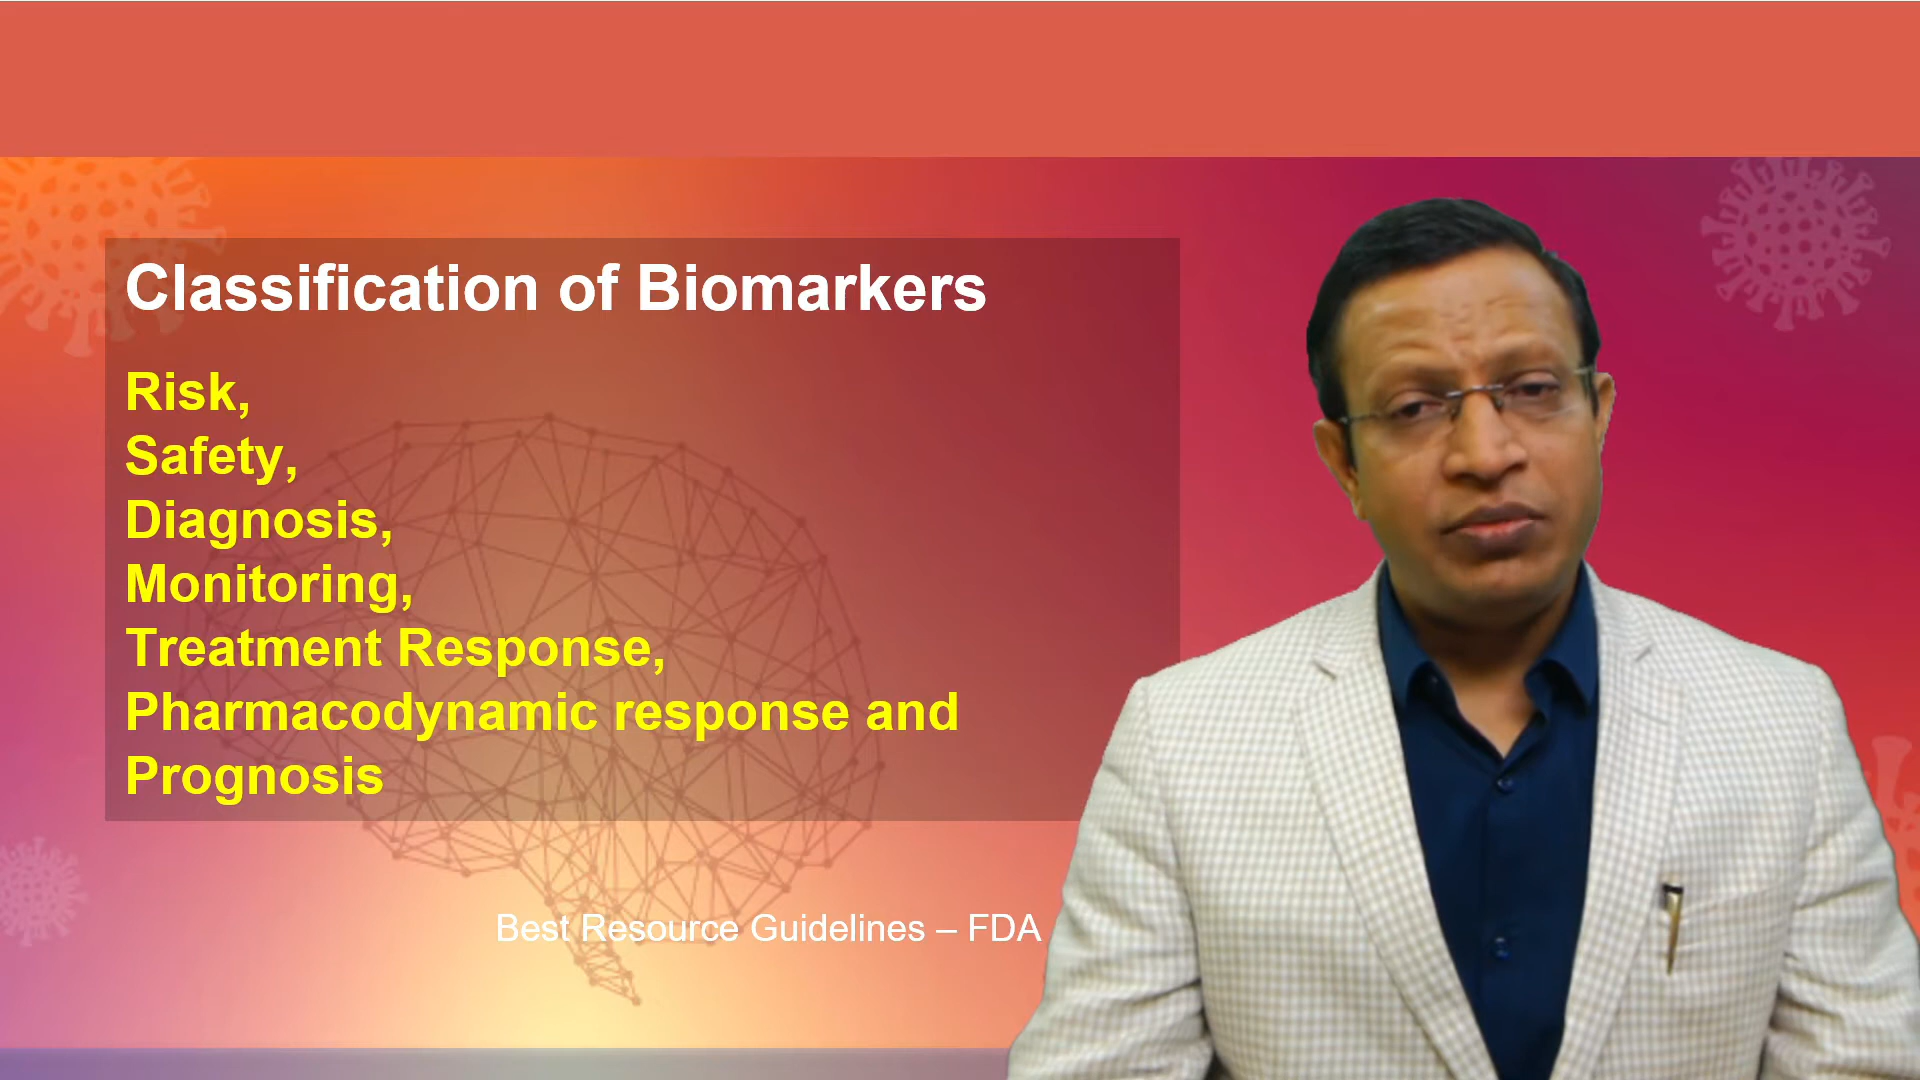 Classification of Biomarkers
Risk,
Safety,
Diagnosis,
Monitoring,
Treatment Response,
Pharmacodynamic response and
Prognosis
Best Resource Guidelines – FDA